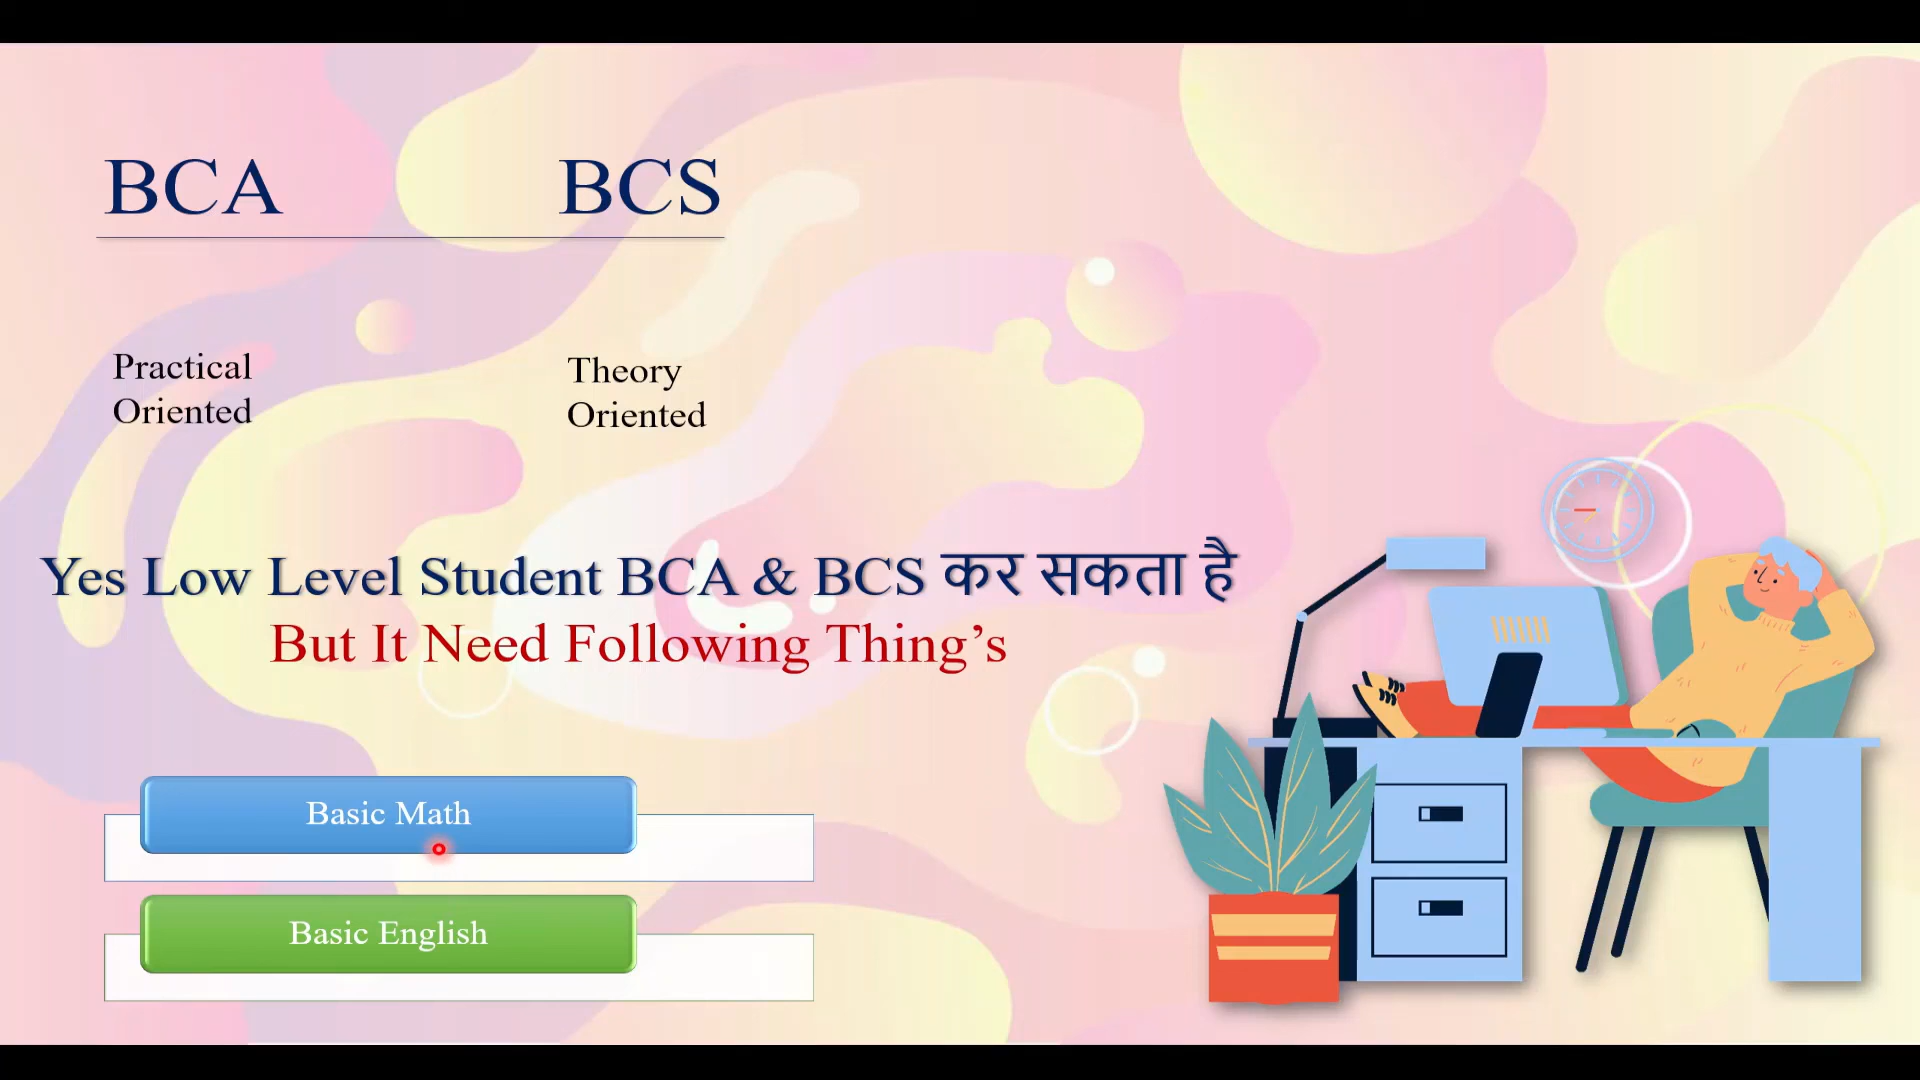 BCA
BCS
Practical
Oriented
Theory
Oriented
Yes Low Level Student BCA & BCS कर सकता है
But It Need Following Thing’s
Basic Math
Basic English